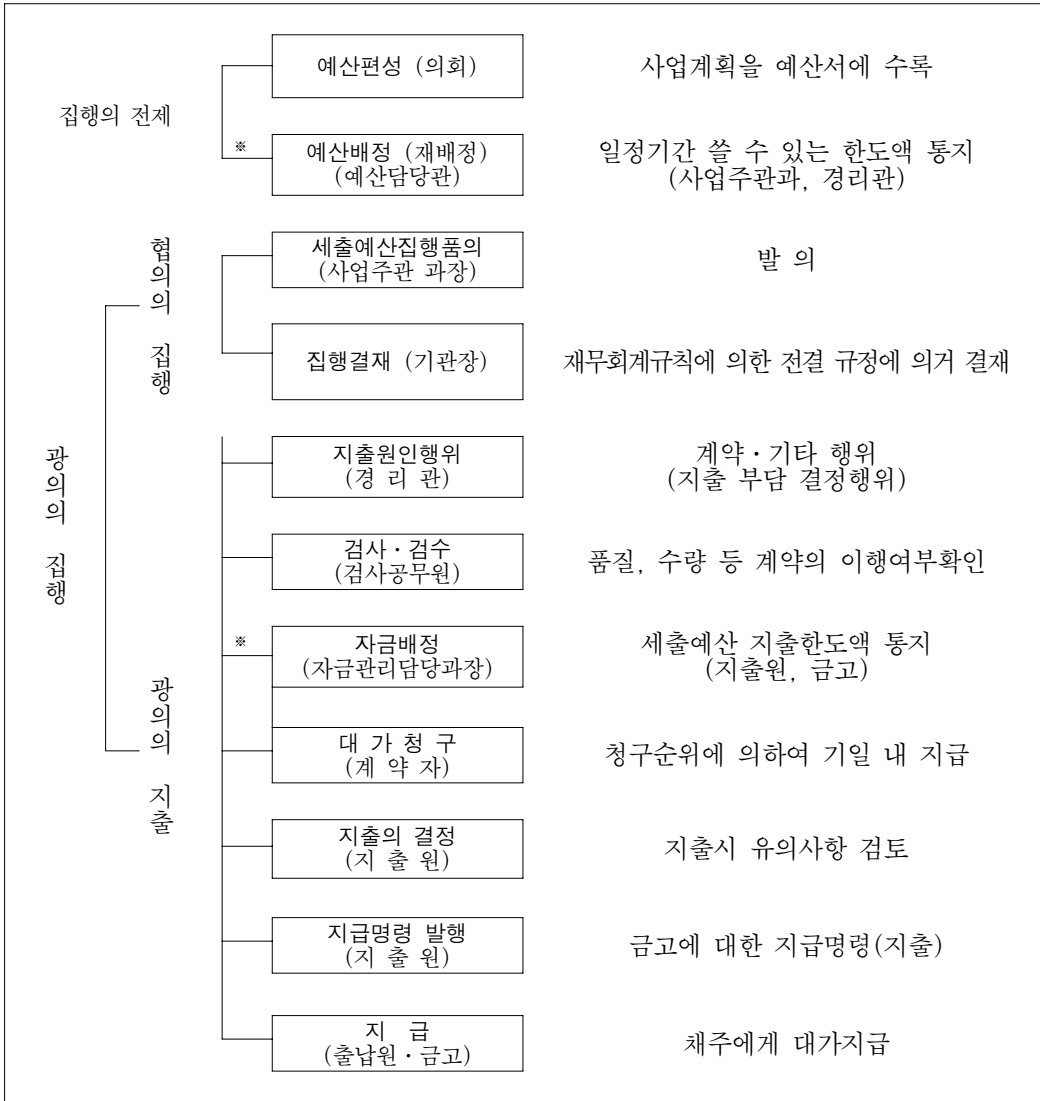 집행의 전제
예산편성 (의회)
사업계획을 예산서에 수록
※
예산배정 (재배정)
(예산담당관)
일정기간 쓸 수 있는 한도액 통지
(사업주관과, 경리관)
광의의 집행
협의의 집행
세출예산집행품의
(사업주관 과장)
발 의
집행결재 (기관장)
재무회계규칙에 의한 전결 규정에 의거 결재
광의의 지출
지출원인행위
(경 리 관)
계약·기타 행위
(지출 부담 결정행위)
검사·검수
(검사공무원)
품질, 수량 등 계약의 이행여부확인
※
자금배정
(자금관리담당과장)
세출예산 지출한도액 통지
(지출원, 금고)
대 가 청 구
(계 약 자)
청구순위에 의하여 기일 내 지급
지출의 결정
(지 출 원)
지출시 유의사항 검토
지급명령 발행
(지 출 원)
금고에 대한 지급명령(지출)
지 급
(출납원·금고)
채주에게 대가지급